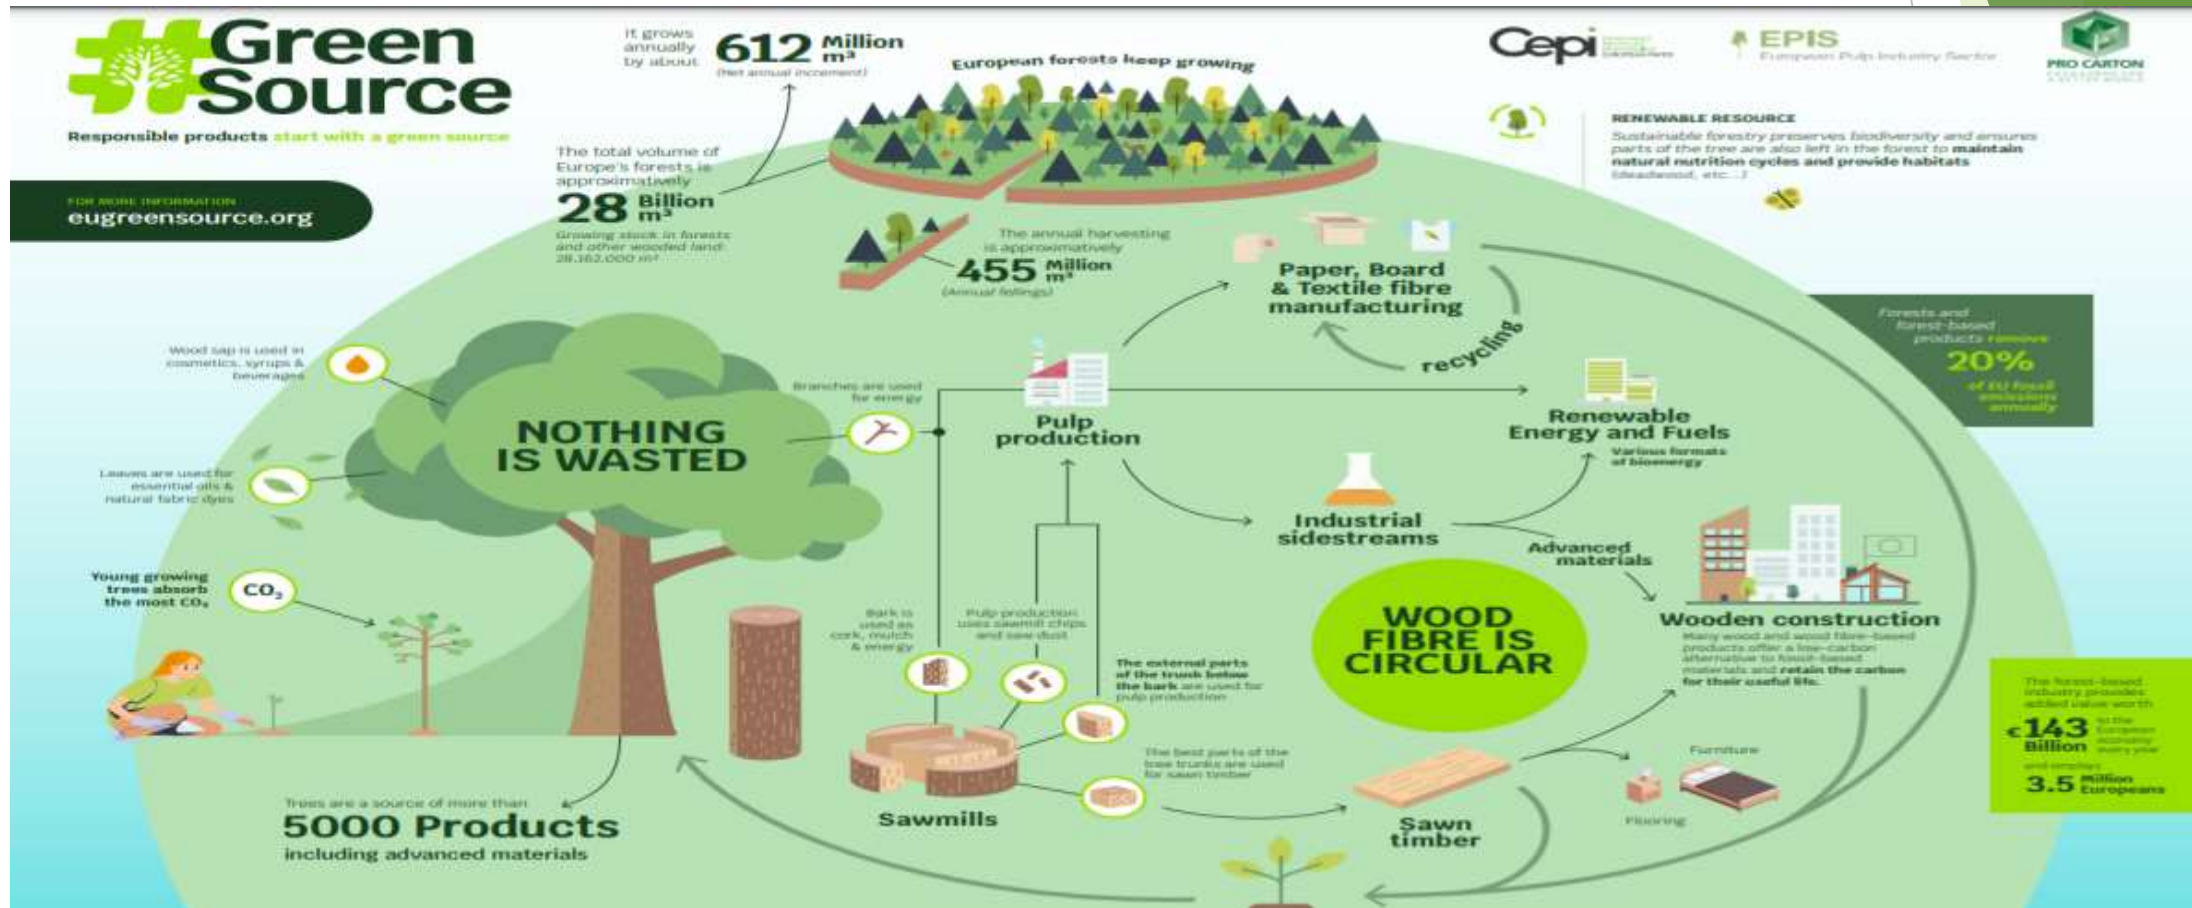 #Green
Source
Responsible products start with a green source
FOR MORE INFORMATION
eugreensource.org
It grows
annually
by about
612 Million
m³
(Net annual increment)
European forests keep growing
The total volume of
Europe's forests is
approximatively
28 Billion
m³
Growing stock in forests
and other wooded land:
28.162.000 m³
The annual harvesting
is approximatively
455 Million
m³
(Annual fellings)
Cepi
EPIS
European Pulp Industry Sector
PRO CARTON
RENEWABLE RESOURCE
Sustainable forestry preserves biodiversity and ensures
parts of the tree are also left in the forest to maintain
natural nutrition cycles and provide habitats
(deadwood, etc...)
Paper, Board
& Textile fibre
manufacturing
recycling
Forests and
forest-based
products remove
20%
of EU fossil
emissions
annually
Wood sap is used in
cosmetics, syrups &
beverages
Leaves are used for
essential oils &
natural fabric dyes
Young growing
trees absorb
the most CO₂
CO₂
NOTHING
IS WASTED
Branches are used
for energy
Pulp
production
Renewable
Energy and Fuels
Various formats
of bioenergy
Industrial
sidestreams
Advanced
materials
WOOD
FIBRE IS
CIRCULAR
Wooden construction
Many wood and wood fibre-based
products offer a low-carbon
alternative to fossil-based
materials and retain the carbon
for their useful life.
Bark is
used as
cork, mulch
& energy
Pulp production
uses sawmill chips
and saw dust
The external parts
of the trunk below
the bark are used for
pulp production
The best parts of the
tree trunks are used
for sawn timber
Sawmills
Sawn
timber
Furniture
Flooring
Trees are a source of more than
5000 Products
including advanced materials
The forest-based
industry provides
added value worth
€143
Billion
to the
European
economy
every year
and employs
3.5 Million
Europeans